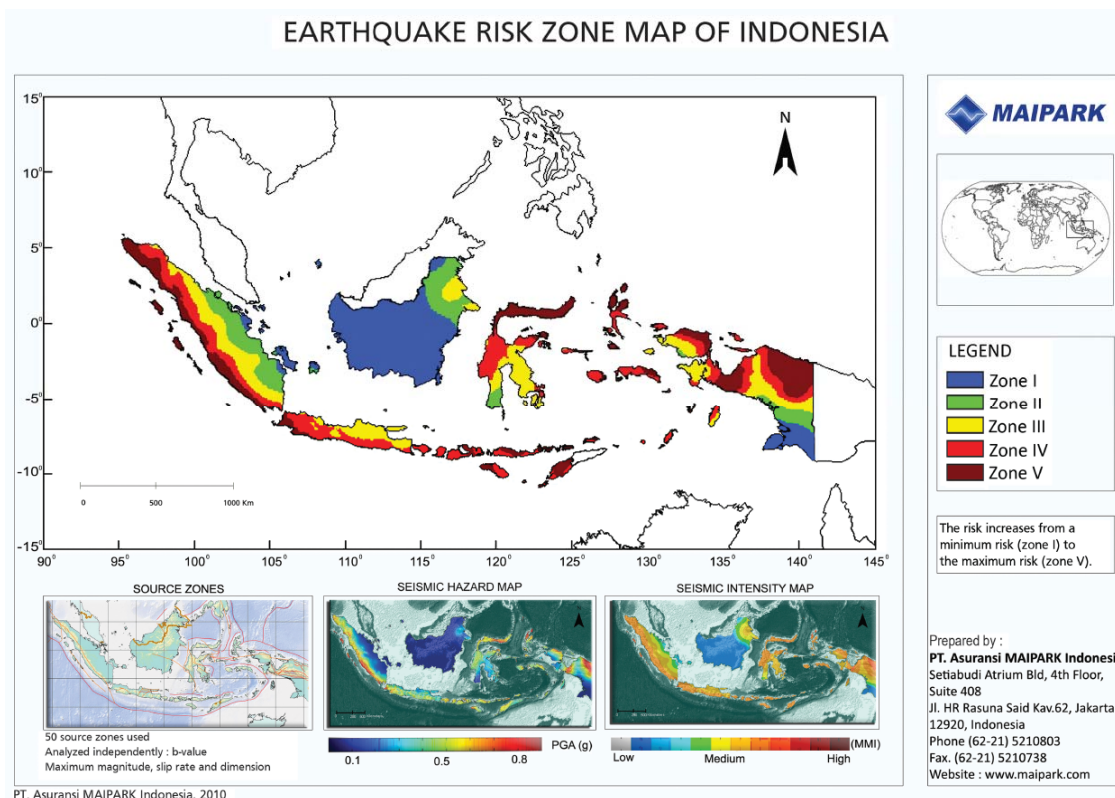 EARTHQUAKE RISK ZONE MAP OF INDONESIA
15°
10°
5°
0°
-5°
-10°
-15°
90°
95°
100°
105°
110°
115°
120°
125°
130°
135°
140°
145°
N
0 500 1000 Km
MAIPARK
LEGEND
Zone I
Zone II
Zone III
Zone IV
Zone V
The risk increases from a
minimum risk (zone I) to
the maximum risk (zone V).
SOURCE ZONES
50 source zones used
Analyzed independently : b-value
Maximum magnitude, slip rate and dimension
SEISMIC HAZARD MAP
PGA (g)
0.1 0.5 0.8
SEISMIC INTENSITY MAP
(MMI)
Low Medium High
Prepared by :
PT. Asuransi MAIPARK Indonesi
Setiabudi Atrium Bld, 4th Floor,
Suite 408
Jl. HR Rasuna Said Kav.62, Jakarta
12920, Indonesia
Phone (62-21) 5210803
Fax. (62-21) 5210738
Website : www.maipark.com
PT. Asuransi MAIPARK Indonesia, 2010